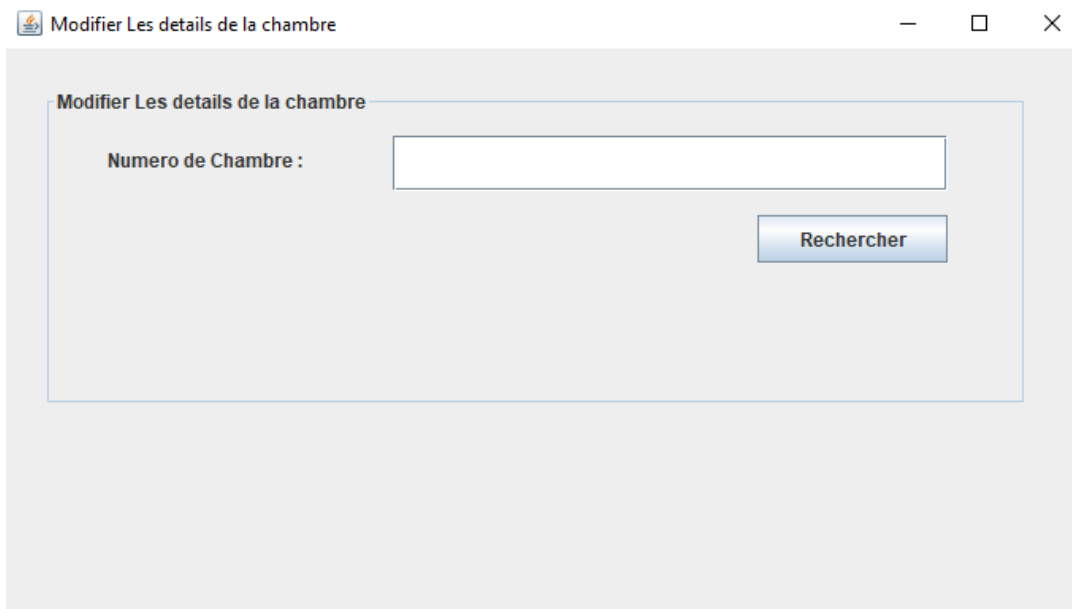 Modifier Les details de la chambre
Modifier Les details de la chambre
Numero de Chambre :
Rechercher